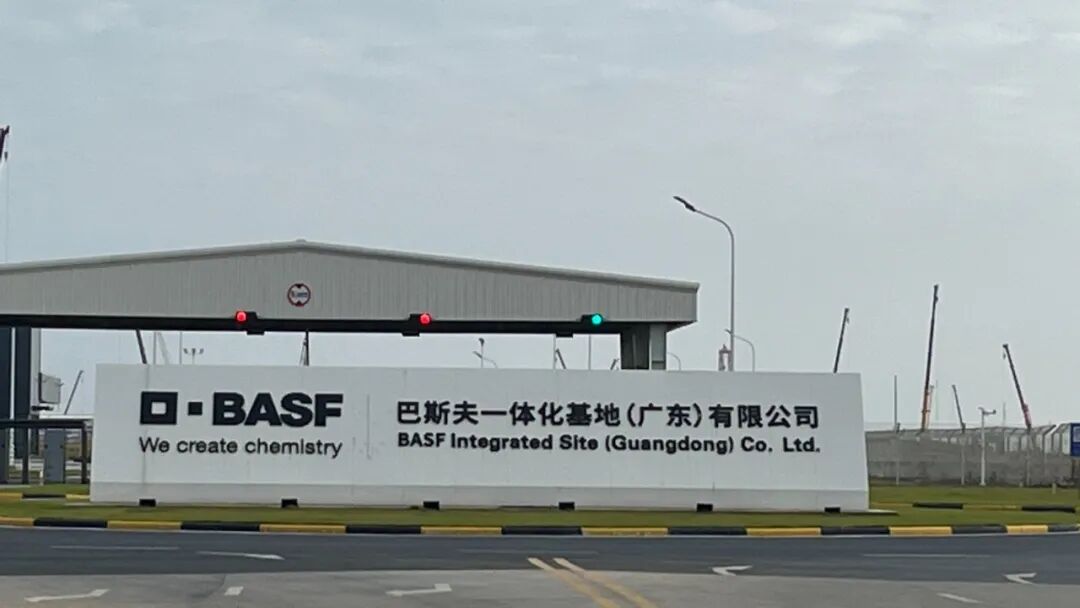 BASF
We create chemistry
巴斯夫一体化基地(广东)有限公司
BASF Integrated Site (Guangdong) Co. Ltd.